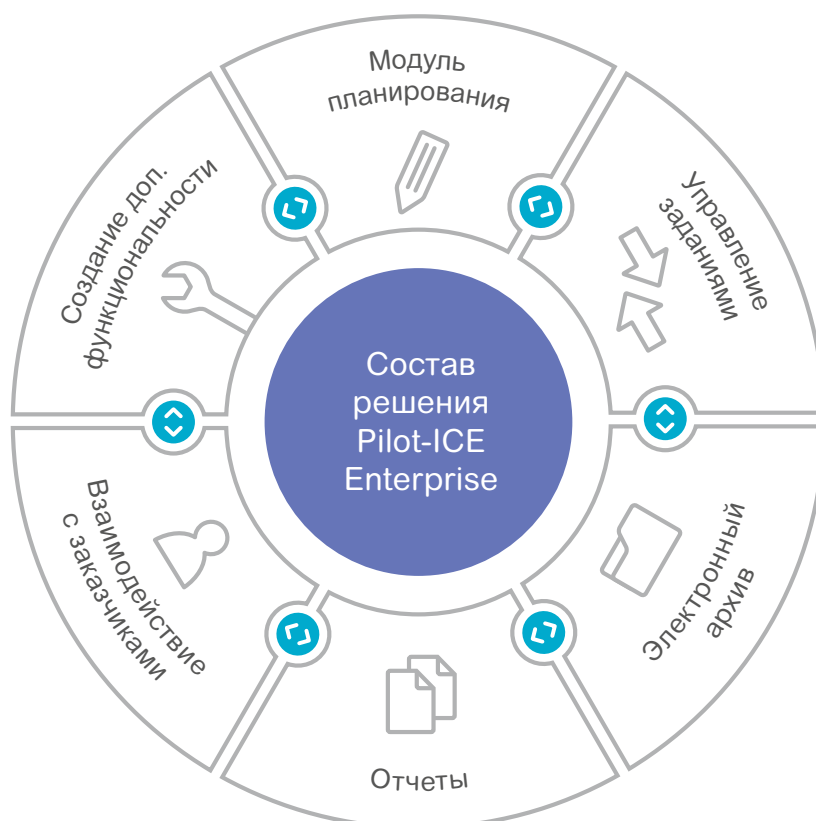 Модуль
планирования
Управление
заданиями
Электронный
архив
Отчеты
Взаимодействие
с заказчиками
Создание доп.
функциональности
Состав
решения
Pilot-ICE
Enterprise